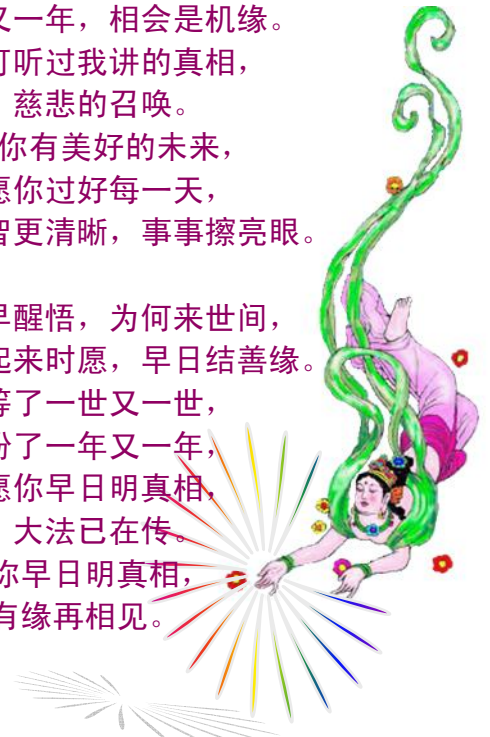 又一年，相会是机缘。
可听过我讲的真相，
慈悲的召唤。
你有美好的未来，
愿你过好每一天，
智更清晰，事事擦亮眼。
早醒悟，为何来世间，
起来时愿，早日结善缘。
等了一世又一世，
盼了一年又一年，
愿你早日明真相，
大法已在传。
你早日明真相，
有缘再相见。